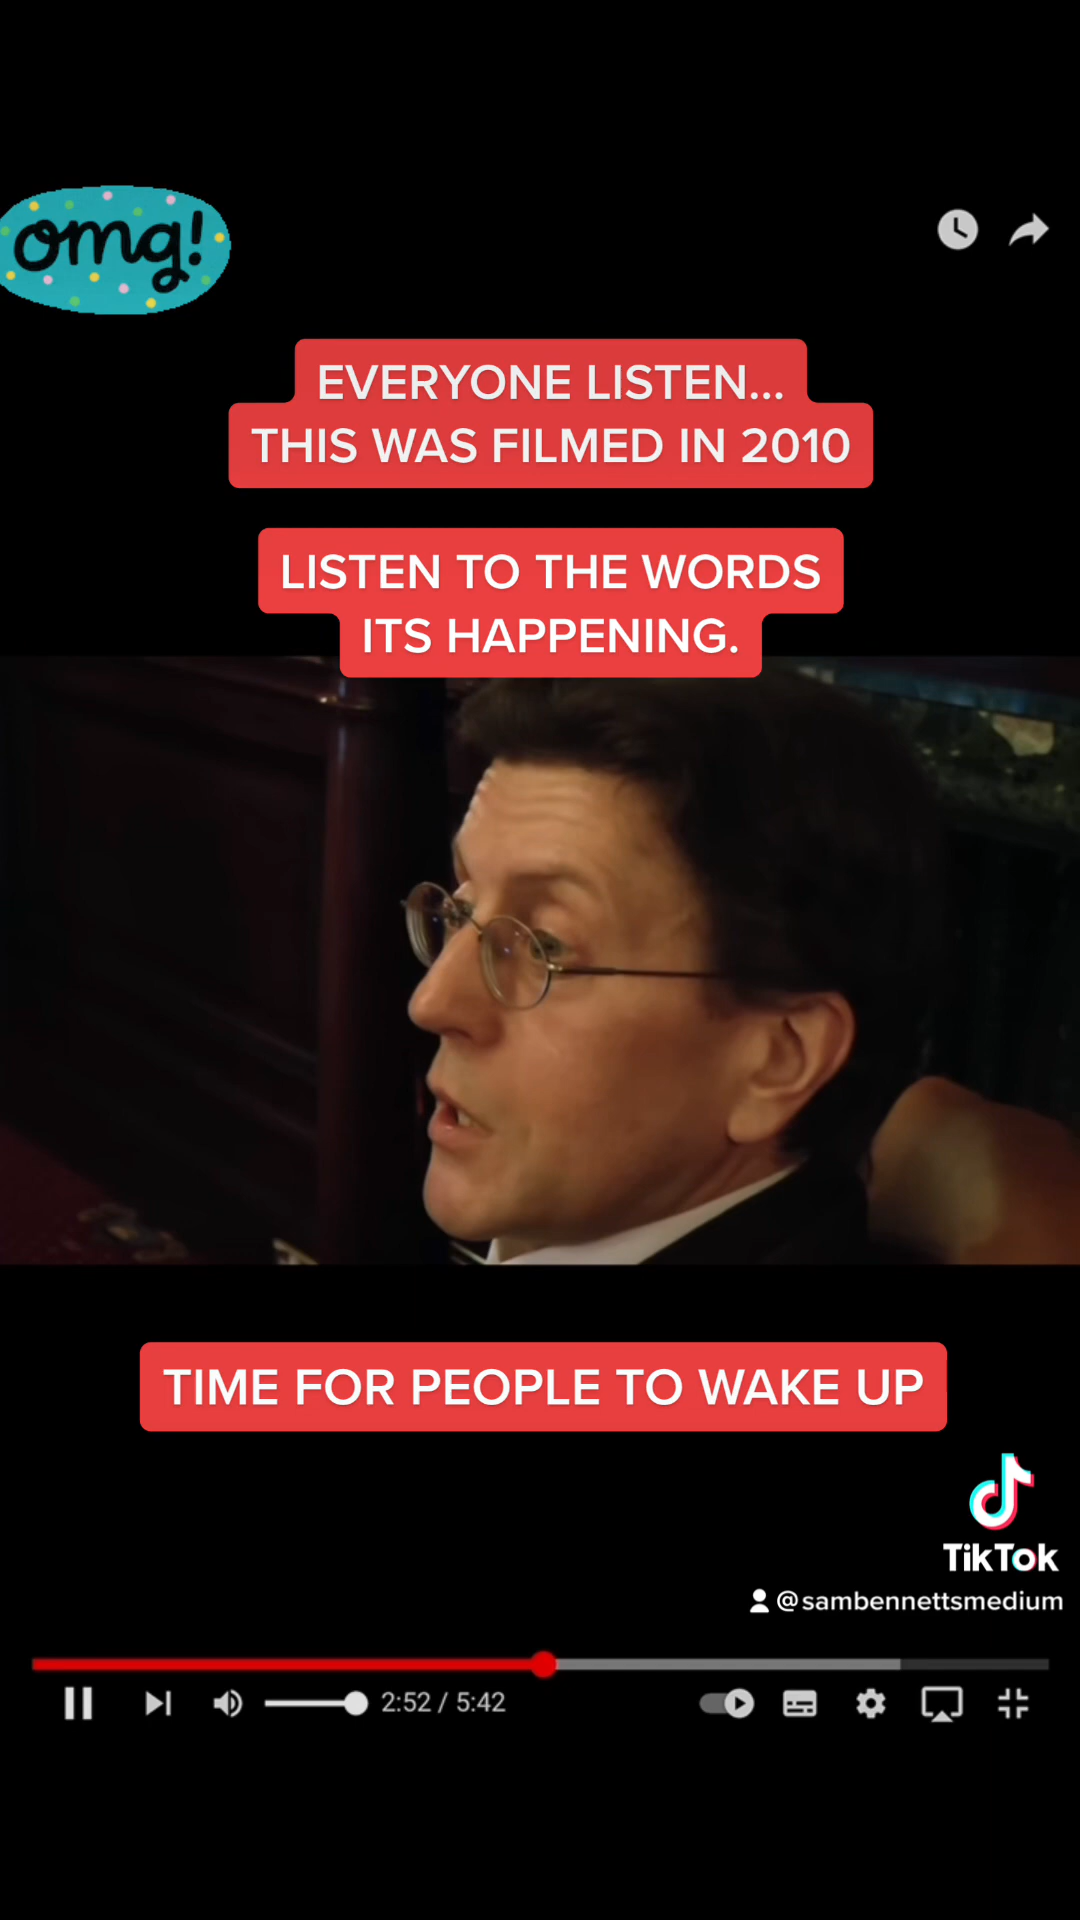 omg!
EVERYONE LISTEN...
THIS WAS FILMED IN 2010
LISTEN TO THE WORDS
ITS HAPPENING.
TIME FOR PEOPLE TO WAKE UP
TikTok
@sambennettsmedium
2:52 / 5:42